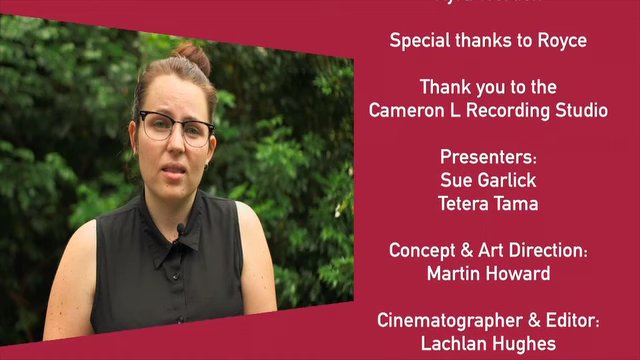 Special thanks to Royce
Thank you to the
Cameron L Recording Studio
Presenters:
Sue Garlick
Tetera Tama
Concept & Art Direction:
Martin Howard
Cinematographer & Editor:
Lachlan Hughes